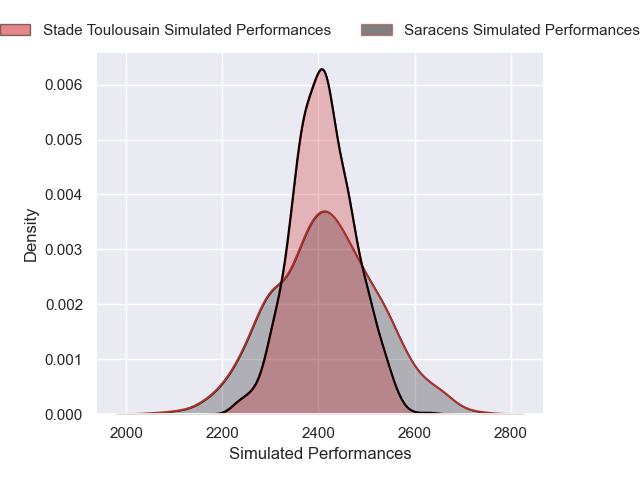 Stade Toulousain Simulated Performances Saracens Simulated Performances
0.006
0.005
0.004
0.003
0.002
0.001
0.000
Density
2000 2200 2400 2600 2800
Simulated Performances